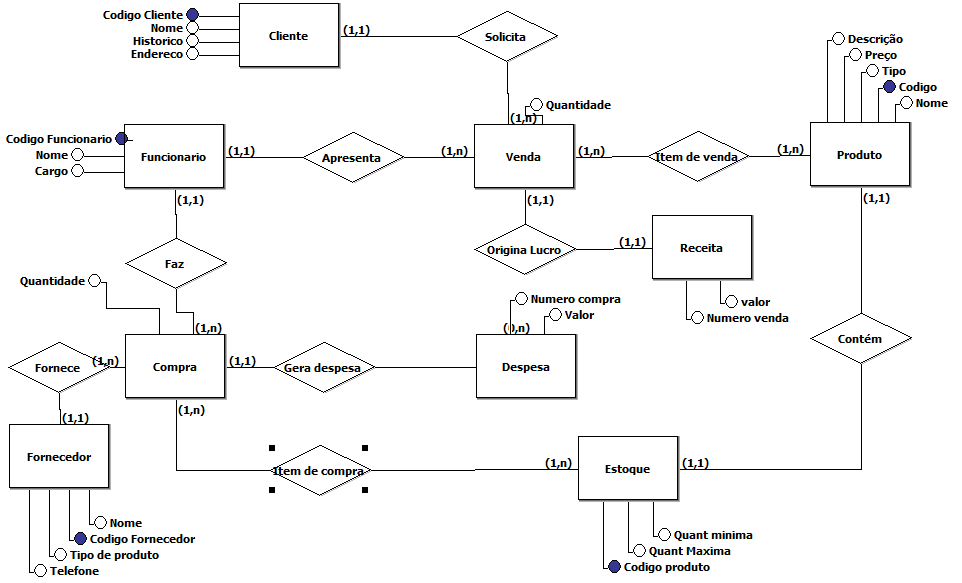 Codigo Cliente
Nome
Historico
Endereco
Cliente
(1,1)
Solicita
Descrição
Preço
Tipo
Codigo
Nome
Quantidade
(1,n)
Codigo Funcionario
Nome
Cargo
Funcionario
(1,1)
Apresenta
(1,n)
Venda
(1,n)
Item de venda
(1,n)
Produto
(1,1)
(1,1)
(1,1)
Faz
Origina Lucro
(1,1)
Receita
Quantidade
valor
Numero venda
Numero compra
Valor
(1,n)
,n)
Contém
Fornece
(1,n)
Compra
(1,1)
Gera despesa
Despesa
(1,1)
(1,n)
Fornecedor
Item de compra
(1,n)
Estoque
(1,1)
Nome
Codigo Fornecedor
Tipo de produto
Telefone
Quant minima
Quant Maxima
Codigo produto